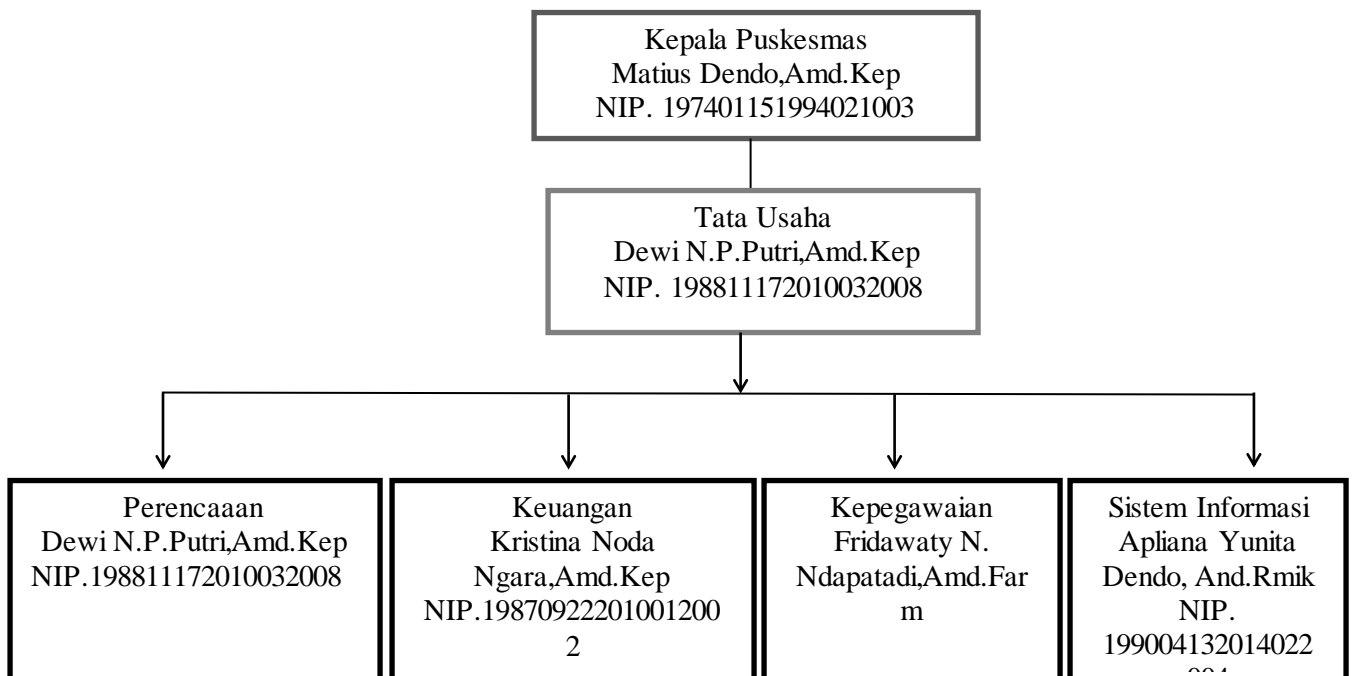 Kepala Puskesmas
Matius Dendo,Amd.Kep
NIP. 197401151994021003
Tata Usaha
Dewi N.P.Putri,Amd.Kep
NIP. 198811172010032008
Perencaaan
Dewi N.P.Putri,Amd.Kep
NIP.198811172010032008
Keuangan
Kristina Noda
Ngara,Amd.Kep
NIP.19870922201001200
2
Kepegawaian
Fridawaty N.
Ndapatadi,Amd.Far
m
Sistem Informasi
Apliana Yunita
Dendo, And.Rmik
NIP.
199004132014022